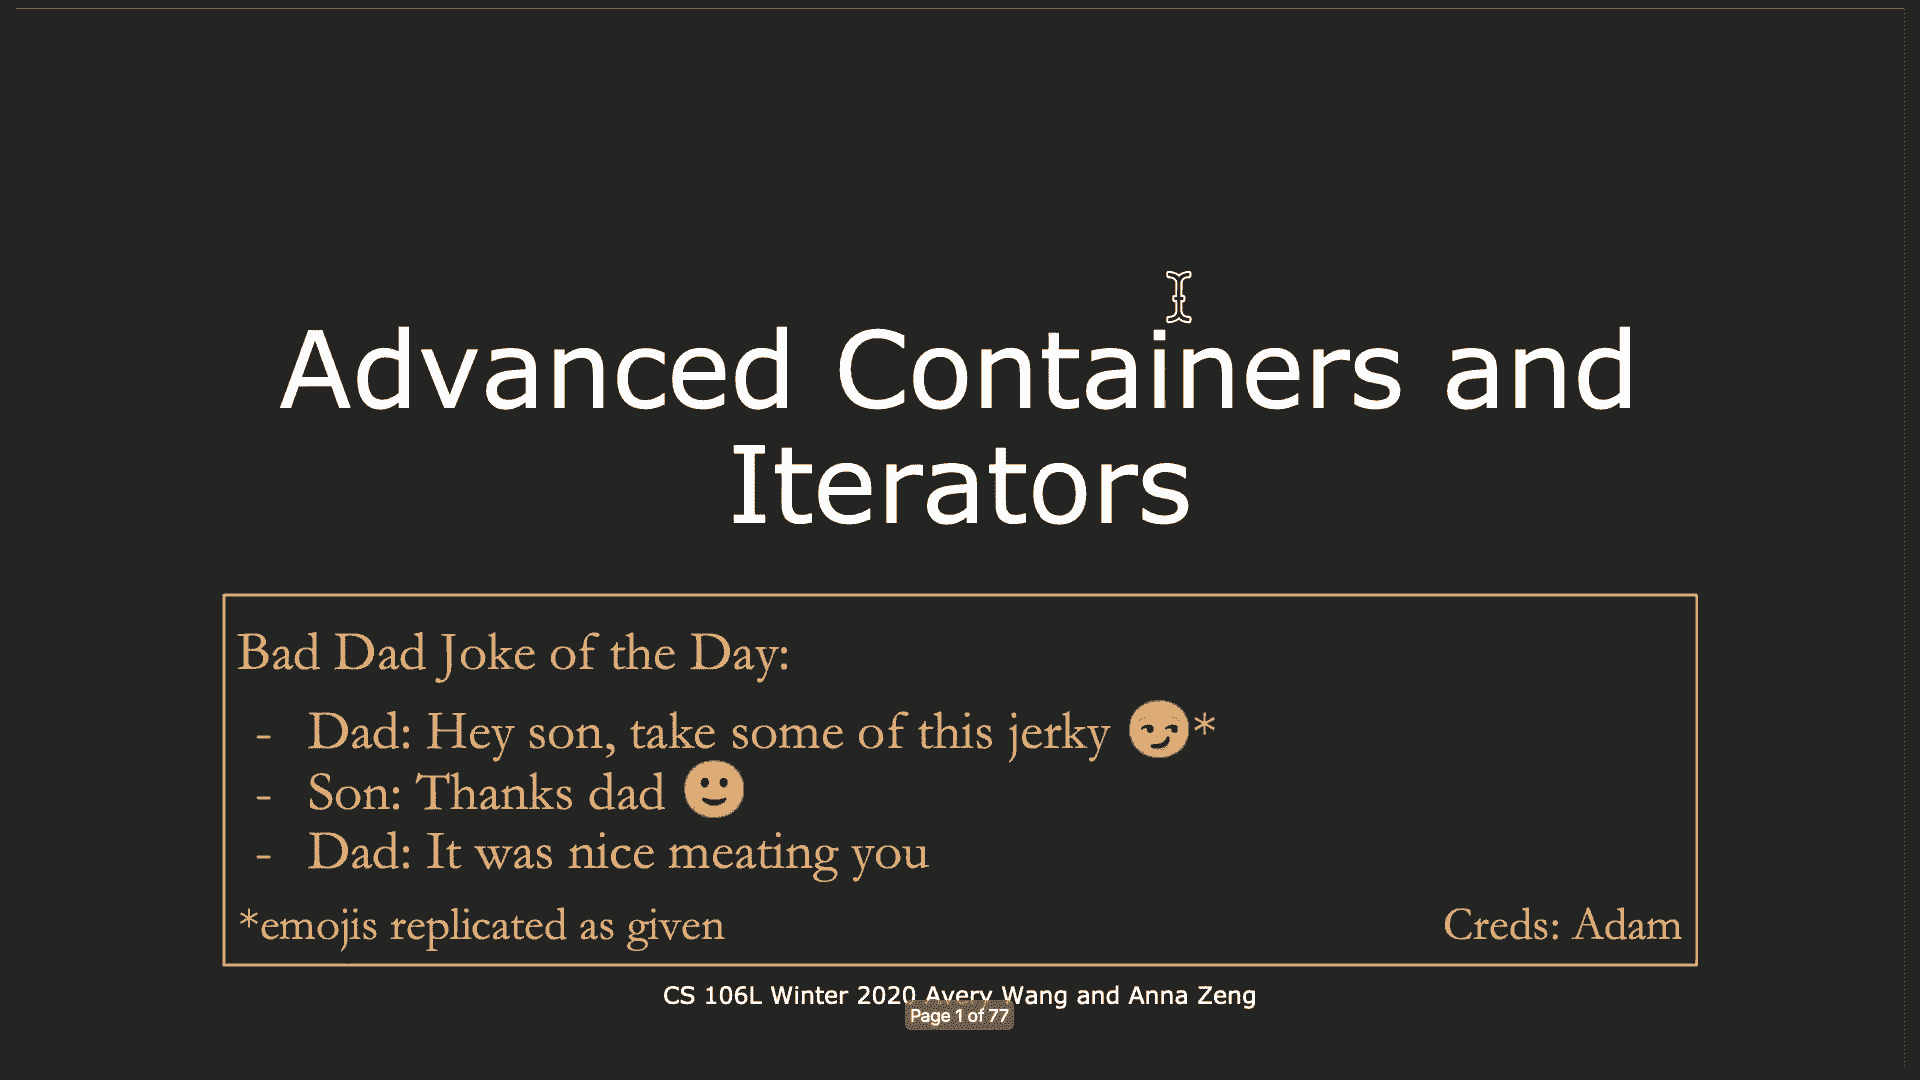 Advanced Containers and
Iterators
Bad Dad Joke of the Day:
- Dad: Hey son, take some of this jerky 😏*
- Son: Thanks dad 🙂
- Dad: It was nice meating you
*emojis replicated as given
Creds: Adam
CS 106L Winter 2020 Avery Wang and Anna Zeng
Page 1 of 77